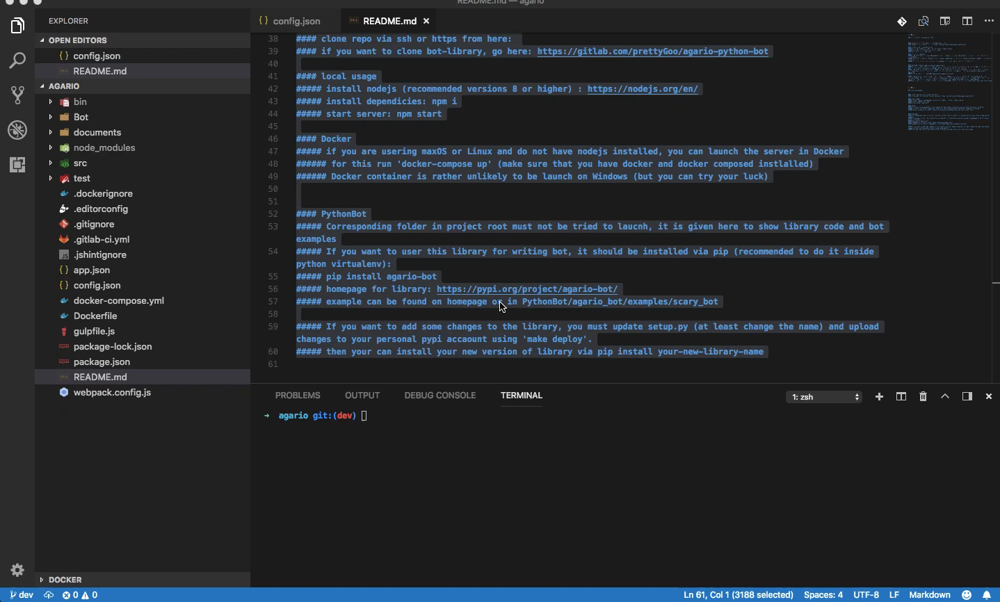 README.md — agario
EXPLORER
OPEN EDITORS
{ } config.json
README.md
AGARIO
bin
Bot
documents
node_modules
src
test
.dockerignore
.editorconfig
.gitignore
.gitlab-ci.yml
.jshintignore
app.json
config.json
docker-compose.yml
Dockerfile
gulpfile.js
package-lock.json
package.json
README.md
webpack.config.js
DOCKER
{ } config.json
README.md ×
38 #### clone repo via ssh or https from here:
39 #### if you want to clone bot-library, go here: https://gitlab.com/prettyGoo/agario-python-bot
40
41 #### local usage
42 ##### install nodejs (recommended versions 8 or higher) : https://nodejs.org/en/
43 ##### install dependicies: npm i
44 ##### start server: npm start
45
46 #### Docker
47 ##### if you are usering maxOS or Linux and do not have nodejs installed, you can launch the server in Docker
48 ###### for this run 'docker-compose up' (make sure that you have docker and docker composed instlalled)
49 ###### Docker container is rather unlikely to be launch on Windows (but you can try your luck)
50
51
52 #### PythonBot
53 ##### Corresponding folder in project root must not be tried to laucnh, it is given here to show library code and bot
examples
54 ##### If you want to user this library for writing bot, it should be installed via pip (recommended to do it inside
python virtualenv):
55 ##### pip install agario-bot
56 ##### homepage for library: https://pypi.org/project/agario-bot/
57 ##### example can be found on homepage or in PythonBot/agario_bot/examples/scary_bot
58
59 ##### If you want to add some changes to the library, you must update setup.py (at least change the name) and upload
changes to your personal pypi accaount using 'make deploy'.
60 ##### then your can install your new version of library via pip install your-new-library-name
61
PROBLEMS OUTPUT DEBUG CONSOLE TERMINAL
1: zsh
→ agario git:(dev)
dev 0 0
Ln 61, Col 1 (3188 selected) Spaces: 4 UTF-8 LF Markdown